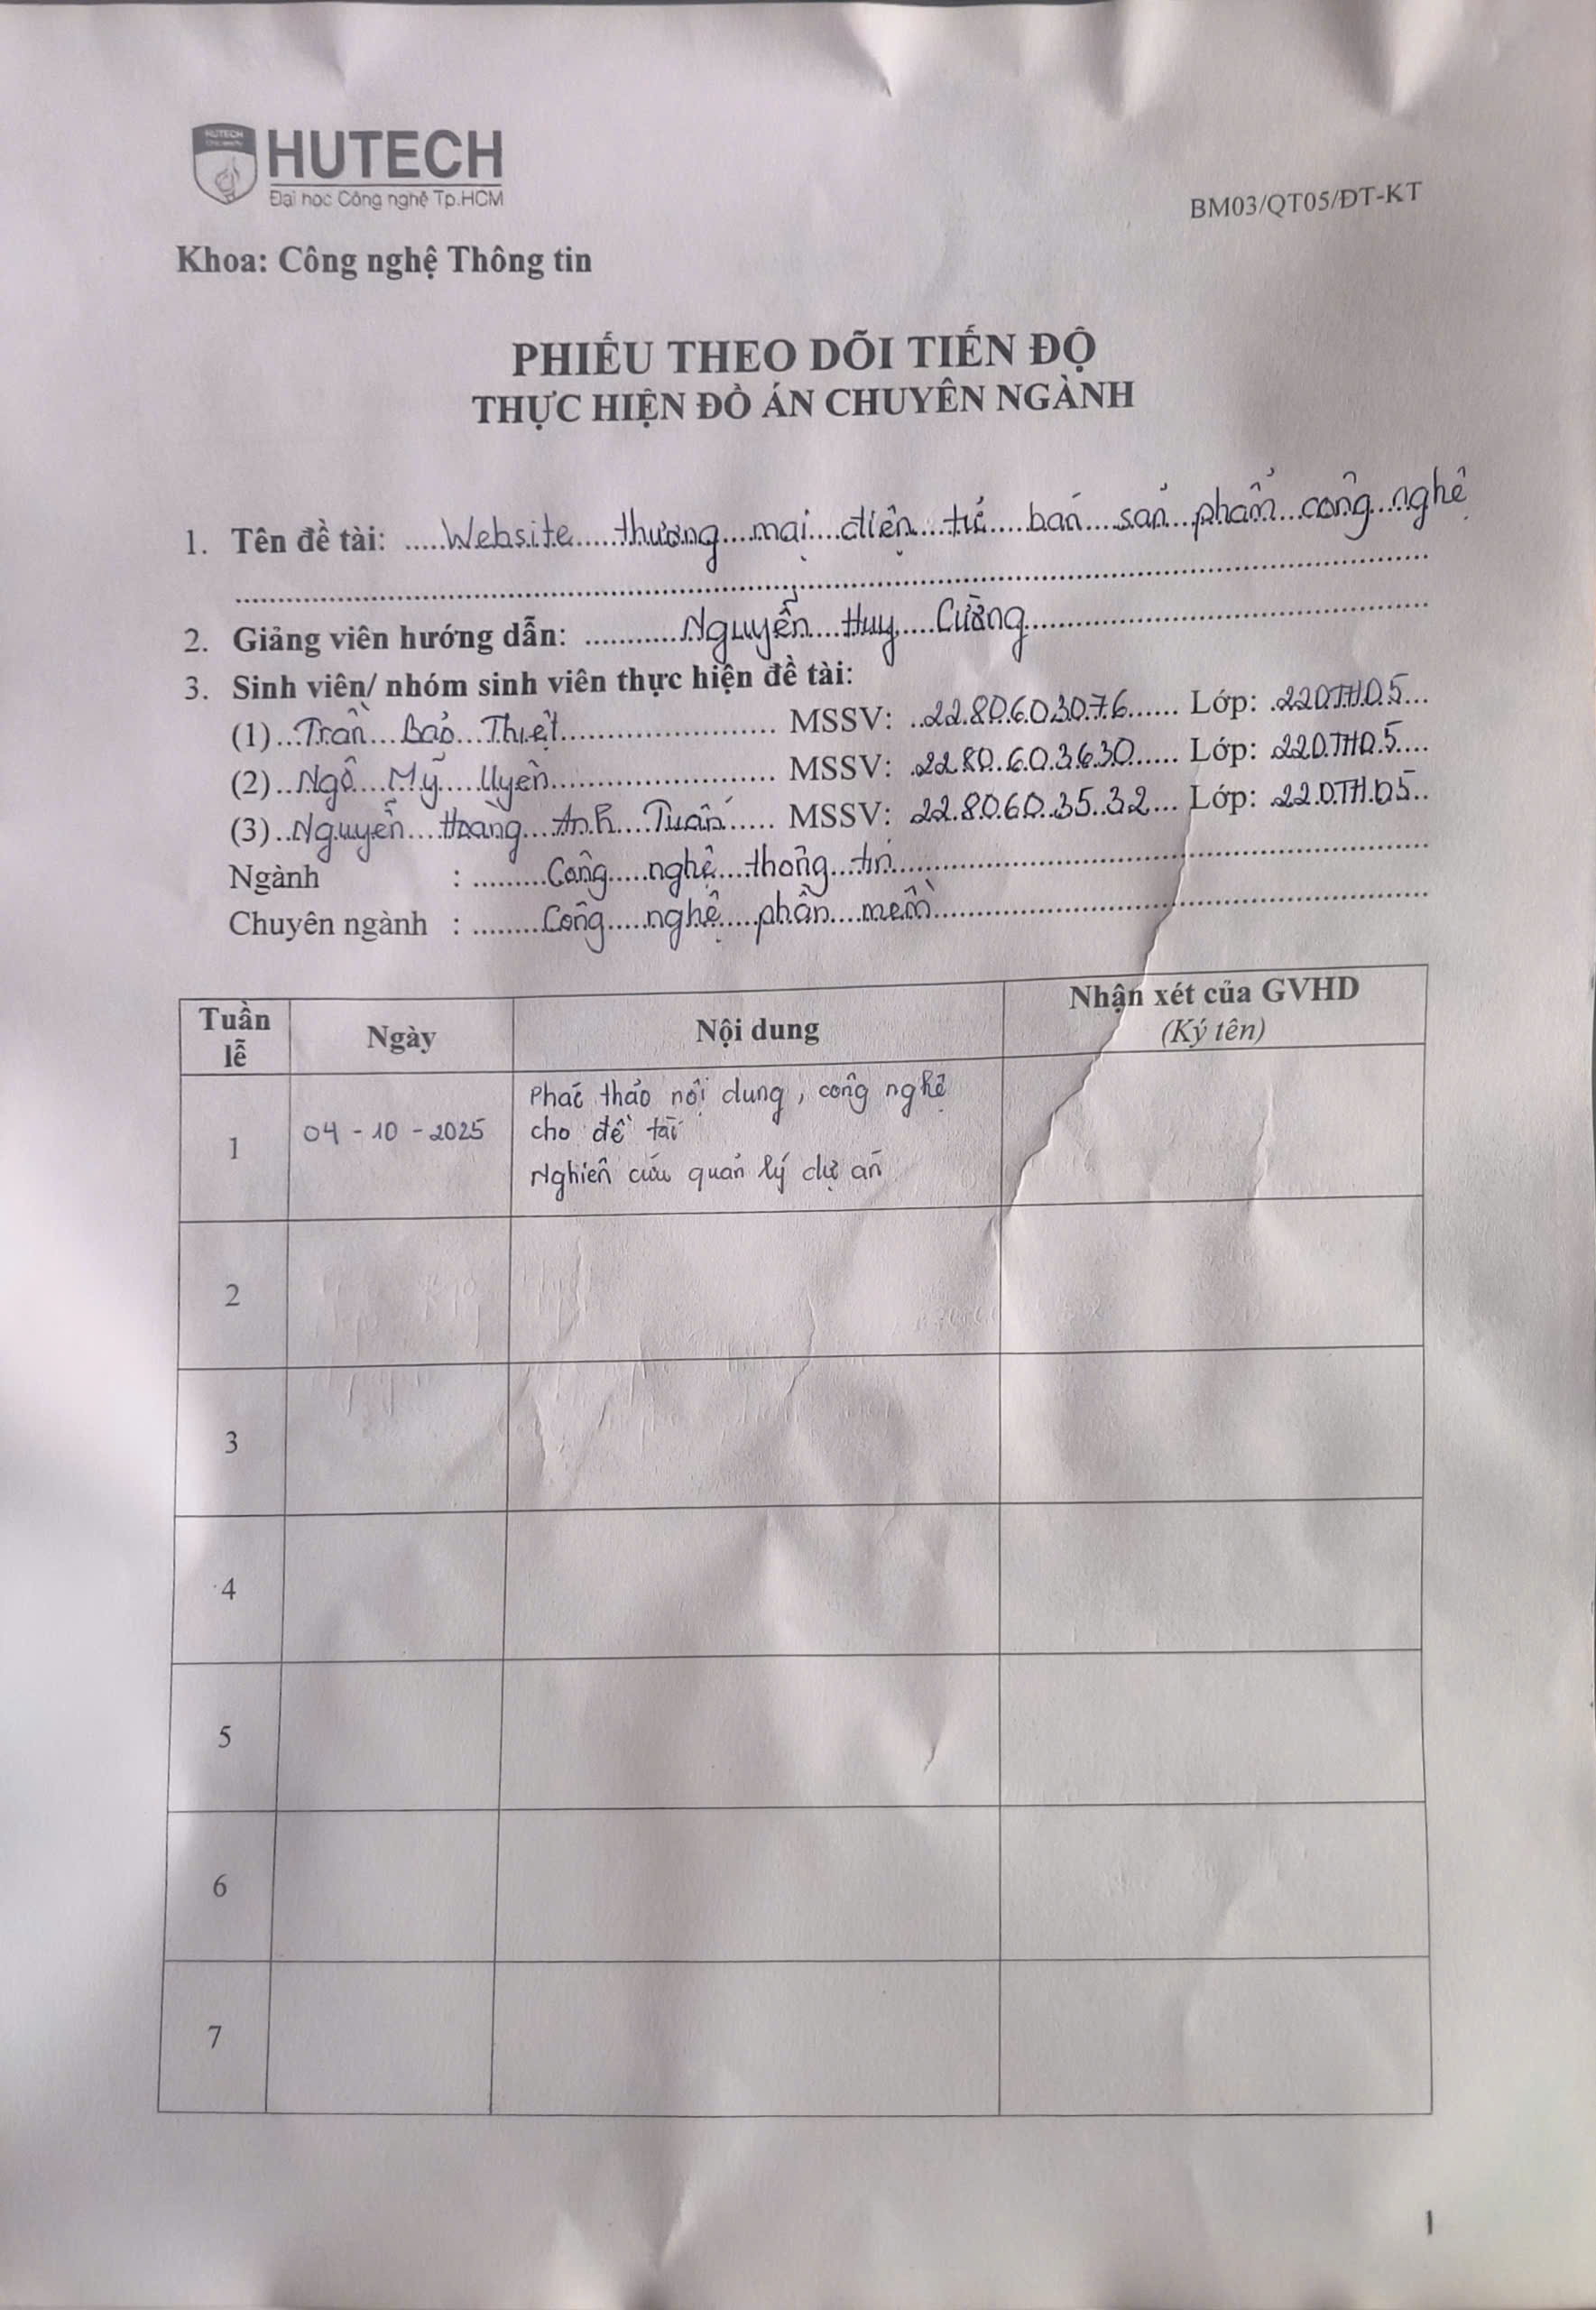 HUTECH
Đại học Công nghệ Tp.HCM
BM03/QT05/ĐT-KT
Khoa: Công nghệ Thông tin
PHIẾU THEO DÕI TIẾN ĐỘ
THỰC HIỆN ĐỒ ÁN CHUYÊN NGÀNH
1. Tên đề tài: Website thương mại điện tử bán sản phẩm công nghệ
2. Giảng viên hướng dẫn: Nguyễn Huy Cường
3. Sinh viên/ nhóm sinh viên thực hiện đề tài:
(1) Trần Bảo Thiệt MSSV: 2280603076 Lớp: 22DTHD5
(2) Ngô Mỹ Uyên MSSV: 2280603630 Lớp: 22DTHD5
(3) Nguyễn Hoàng Anh Tuấn MSSV: 2280603532 Lớp: 22DTHD5
Ngành : Công nghệ thông tin
Chuyên ngành : Công nghệ phần mềm
Tuần lễ Ngày Nội dung Nhận xét của GVHD
(Ký tên)
Phác thảo nội dung, công nghệ
1 04-10-2025 cho đề tài
Nghiên cứu quản lý dự án
2
3
4
5
6
7
1